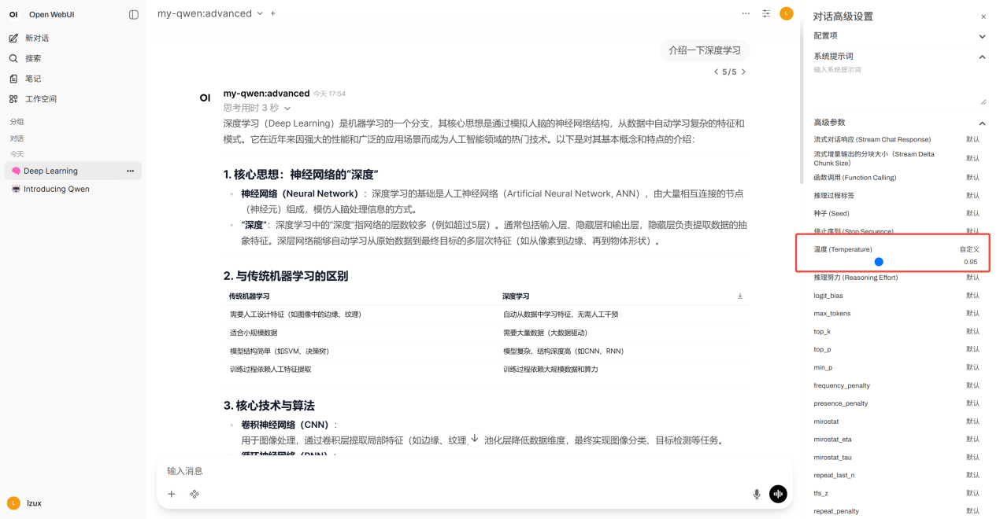 OI Open WebUI
新对话
搜索
笔记
工作空间
分组
对话
今天
Deep Learning
Introducing Qwen
L lzux
my-qwen:advanced
L
介绍一下深度学习
5/5
OI my-qwen:advanced 今天 17:54
思考用时 3 秒
深度学习（Deep Learning）是机器学习的一个分支，其核心思想是通过模拟人脑的神经网络结构，从数据中自动学习复杂的特征和
模式。它在近年来因强大的性能和广泛的应用场景而成为人工智能领域的热门技术。以下是对其基本概念和特点的介绍：
1. 核心思想：神经网络的“深度”
神经网络（Neural Network）：深度学习的基础是人工神经网络（Artificial Neural Network, ANN），由大量相互连接的节点
（神经元）组成，模仿人脑处理信息的方式。
“深度”：深度学习中的“深度”指网络的层数较多（例如超过5层）。通常包括输入层、隐藏层和输出层，隐藏层负责提取数据的抽
象特征。深层网络能够自动学习从原始数据到最终目标的多层次特征（如从像素到边缘、再到物体形状）。
2. 与传统机器学习的区别
传统机器学习 深度学习
需要人工设计特征（如图像中的边缘、纹理） 自动从数据中学习特征，无需人工干预
适合小规模数据 需要大量数据（大数据驱动）
模型结构简单（如SVM、决策树） 模型复杂，结构深度高（如CNN、RNN）
训练过程依赖人工特征提取 训练过程依赖大规模数据和算力
3. 核心技术与算法
卷积神经网络（CNN）：
用于图像处理，通过卷积层提取局部特征（如边缘、纹理 池化层降低数据维度，最终实现图像分类、目标检测等任务。
循环神经网络（RNN）：
输入消息
对话高级设置
配置项
系统提示词
输入系统提示词
高级参数
流式对话响应 (Stream Chat Response) 默认
流式增量输出的分块大小（Stream Delta
Chunk Size） 默认
函数调用 (Function Calling) 默认
推理过程标签 默认
种子 (Seed) 默认
停止序列 (Stop Sequence) 默认
温度 (Temperature) 自定义
0.95
推理努力 (Reasoning Effort) 默认
logit_bias 默认
max_tokens 默认
top_k 默认
top_p 默认
min_p 默认
frequency_penalty 默认
presence_penalty 默认
mirostat 默认
mirostat_eta 默认
mirostat_tau 默认
repeat_last_n 默认
tfs_z 默认
repeat_penalty 默认